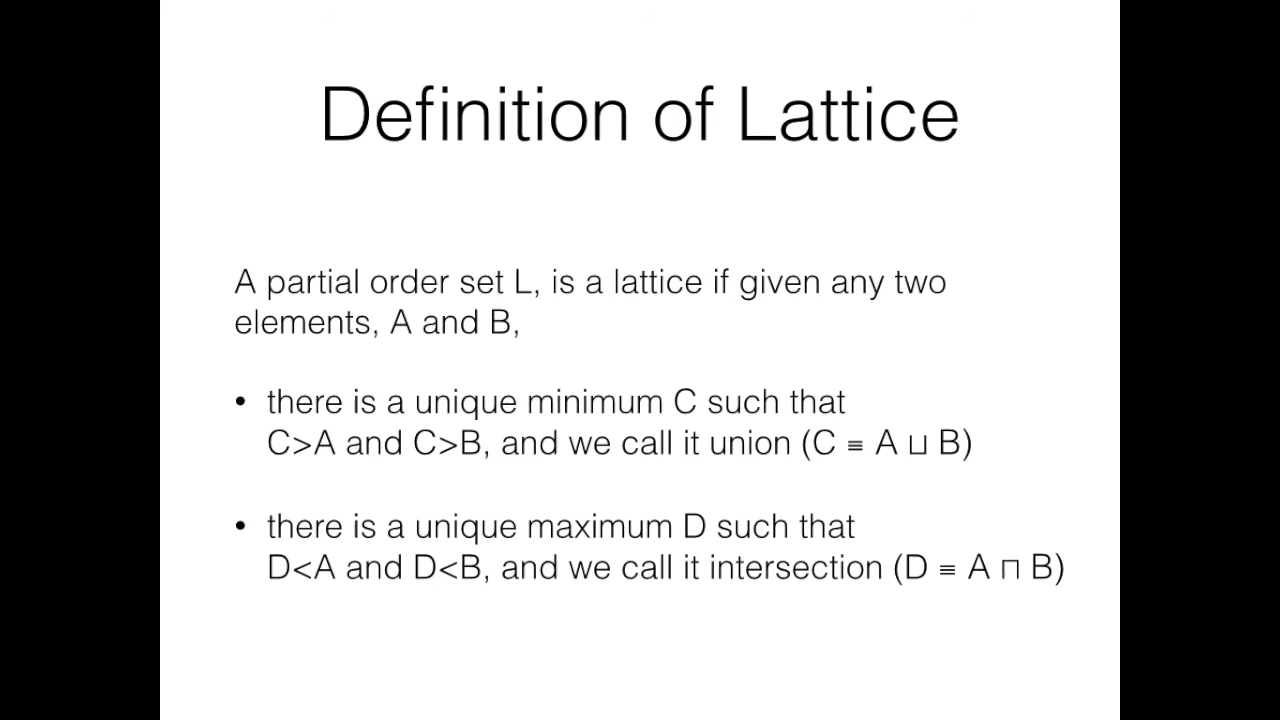 Definition of Lattice
A partial order set L, is a lattice if given any two
elements, A and B,
• there is a unique minimum C such that
C>A and C>B, and we call it union (C ≡ A ⊔ B)
• there is a unique maximum D such that
D<A and D<B, and we call it intersection (D ≡ A ⊓ B)